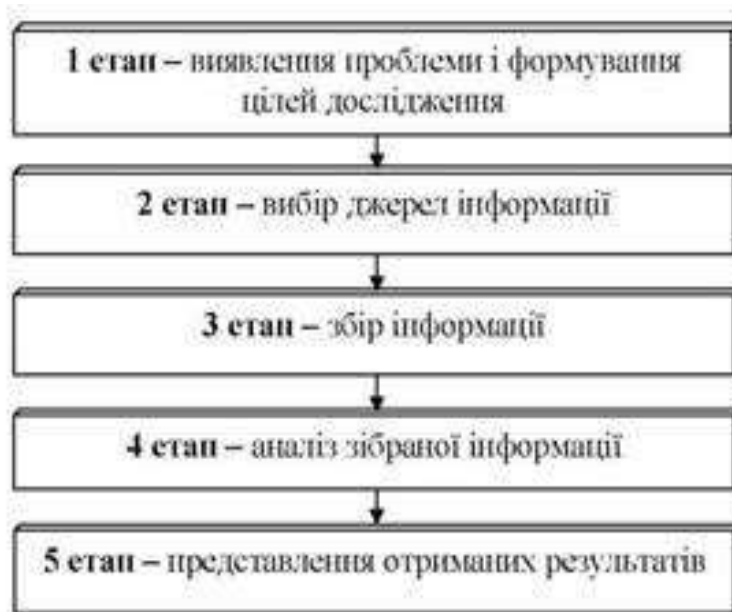 1 етап – виявлення проблеми і формування
цілей дослідження
2 етап – вибір джерел інформації
3 етап – збір інформації
4 етап – аналіз зібраної інформації
5 етап – представлення отриманих результатів